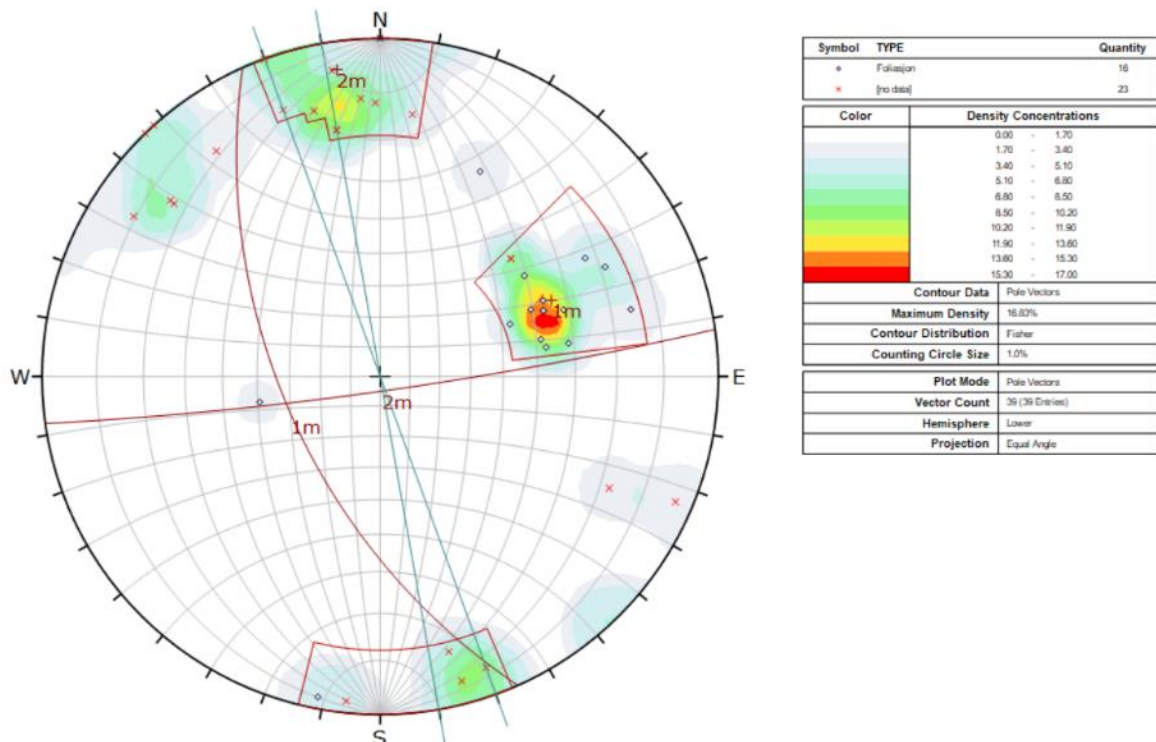 N
2m
1m
W
E
2m
1m
S
Symbol TYPE Quantity
Foliasjon 16
[no data] 23
Color Density Concentrations
0.00 - 1.70
1.70 - 3.40
3.40 - 5.10
5.10 - 6.80
6.80 - 8.50
8.50 - 10.20
10.20 - 11.90
11.90 - 13.60
13.60 - 15.30
15.30 - 17.00
Contour Data Pole Vectors
Maximum Density 16.83%
Contour Distribution Fisher
Counting Circle Size 1.0%
Plot Mode Pole Vectors
Vector Count 39 (39 Entries)
Hemisphere Lower
Projection Equal Angle